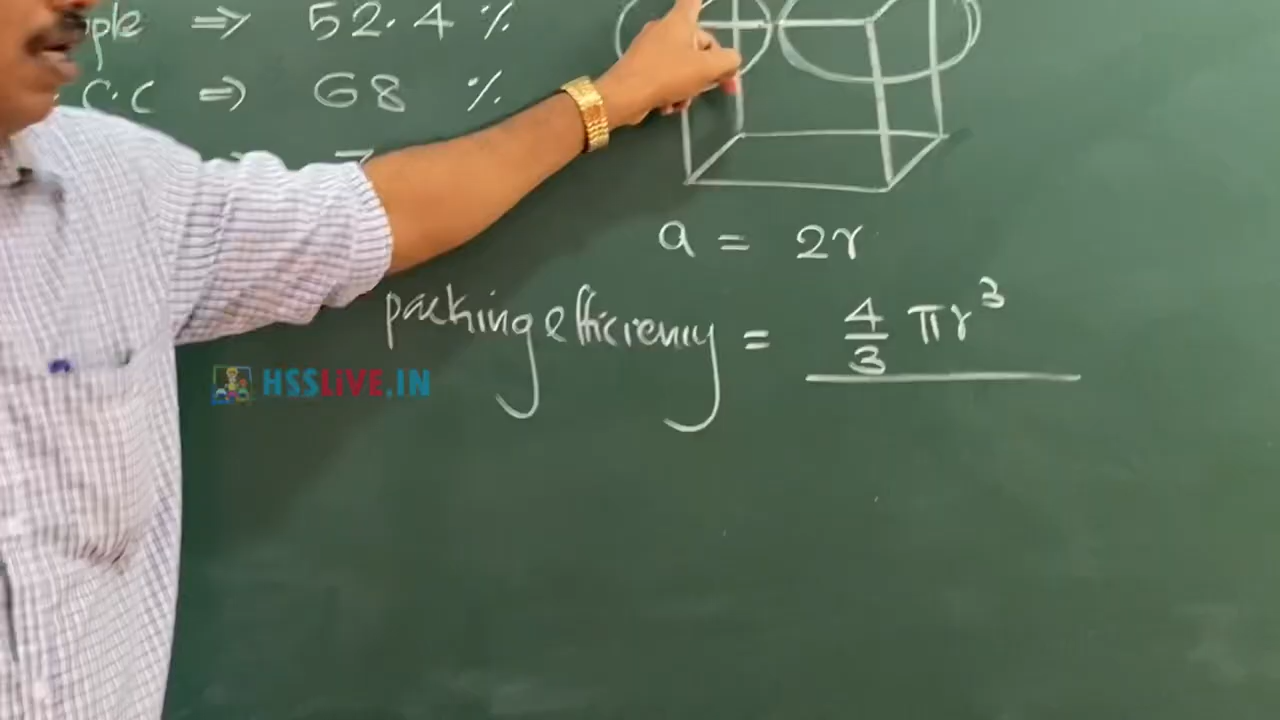 ple ⇒ 52.4 %
C.C ⇒ 68 %
a = 2r
packing efficiency = 4/3 πr³
HSSLiVE.IN